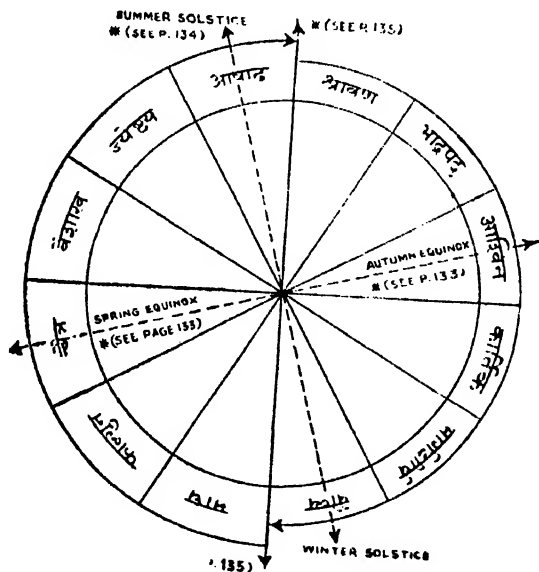 SUMMER SOLSTICE
* (SEE P. 134)
* (SEE P. 135)
आषाढ
श्रावण
भाद्रपद
आश्विन
कार्तिक
मार्गशीर्ष
पौष
माघ
फाल्गुन
चैत्र
वैशाख
ज्येष्ठ
AUTUMN EQUINOX
* (SEE P. 133)
SPRING EQUINOX
* (SEE PAGE 133)
. 135)
WINTER SOLSTICE